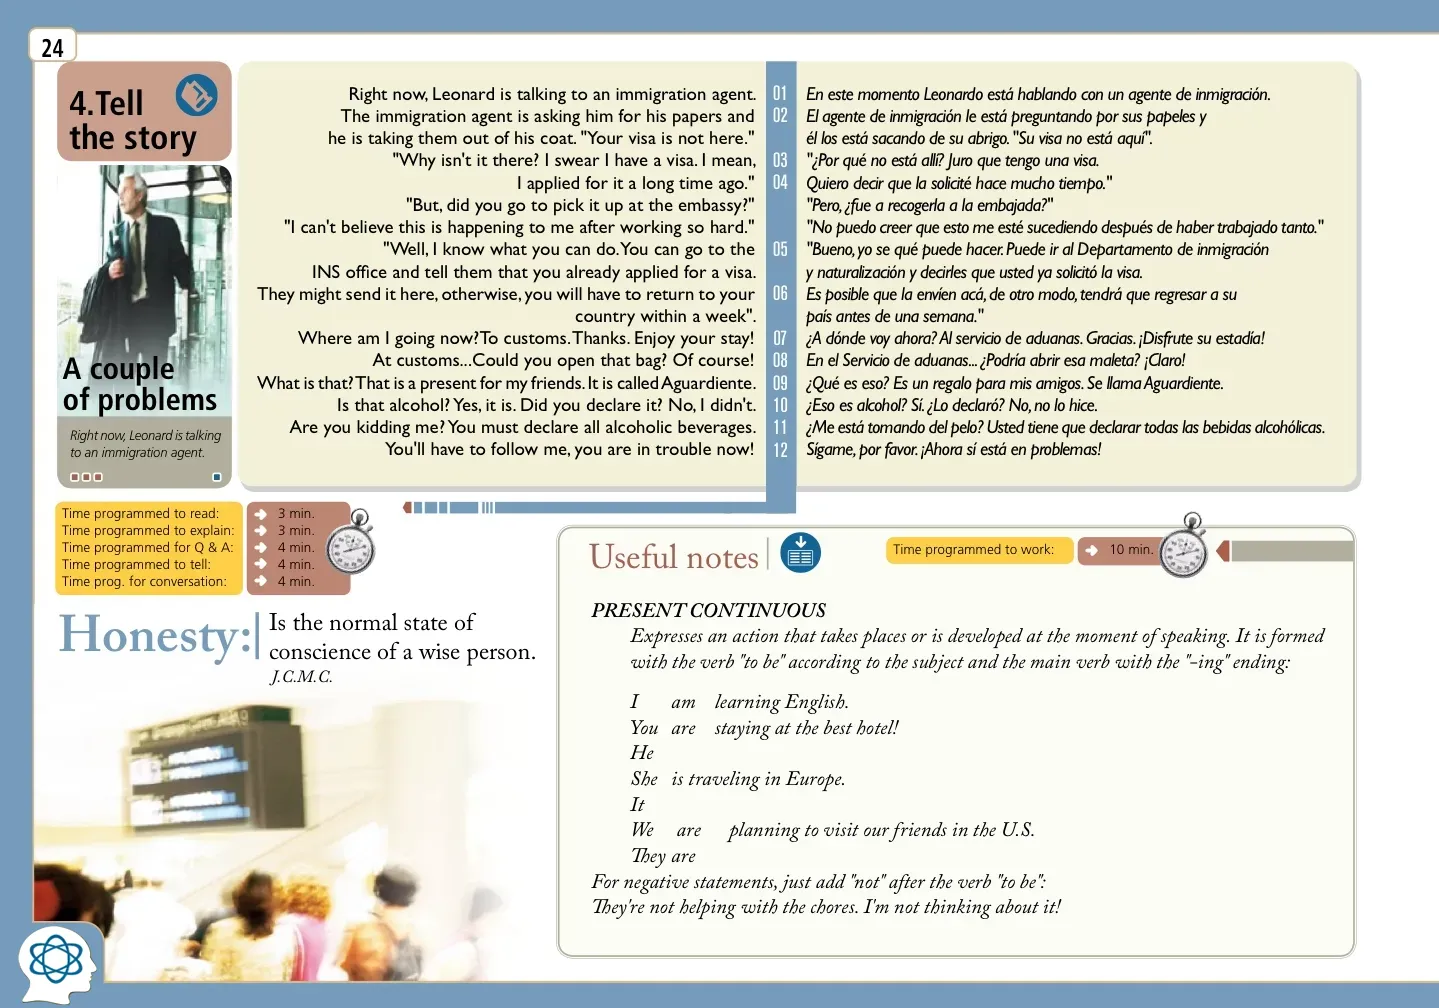 24
4.Tell
the story
A couple
of problems
Right now, Leonard is talking
to an immigration agent.
Right now, Leonard is talking to an immigration agent.
The immigration agent is asking him for his papers and
he is taking them out of his coat. "Your visa is not here."
"Why isn't it there? I swear I have a visa. I mean,
I applied for it a long time ago."
"But, did you go to pick it up at the embassy?"
"I can't believe this is happening to me after working so hard."
"Well, I know what you can do. You can go to the
INS office and tell them that you already applied for a visa.
They might send it here, otherwise, you will have to return to your
country within a week".
Where am I going now? To customs. Thanks. Enjoy your stay!
At customs...Could you open that bag? Of course!
What is that? That is a present for my friends. It is called Aguardiente.
Is that alcohol? Yes, it is. Did you declare it? No, I didn't.
Are you kidding me? You must declare all alcoholic beverages.
You'll have to follow me, you are in trouble now!
01
02
03
04
05
06
07
08
09
10
11
12
En este momento Leonardo está hablando con un agente de inmigración.
El agente de inmigración le está preguntando por sus papeles y
él los está sacando de su abrigo. "Su visa no está aquí".
"¿Por qué no está allí? Juro que tengo una visa.
Quiero decir que la solicité hace mucho tiempo."
"Pero, ¿fue a recogerla a la embajada?"
"No puedo creer que esto me esté sucediendo después de haber trabajado tanto."
"Bueno, yo se qué puede hacer. Puede ir al Departamento de inmigración
y naturalización y decirles que usted ya solicitó la visa.
Es posible que la envíen acá, de otro modo, tendrá que regresar a su
país antes de una semana."
¿A dónde voy ahora? Al servicio de aduanas. Gracias. ¡Disfrute su estadía!
En el Servicio de aduanas... ¿Podría abrir esa maleta? ¡Claro!
¿Qué es eso? Es un regalo para mis amigos. Se llama Aguardiente.
¿Eso es alcohol? Sí. ¿Lo declaró? No, no lo hice.
¿Me está tomando del pelo? Usted tiene que declarar todas las bebidas alcohólicas.
Sígame, por favor. ¡Ahora sí está en problemas!
Time programmed to read: 3 min.
Time programmed to explain: 3 min.
Time programmed for Q & A: 4 min.
Time programmed to tell: 4 min.
Time prog. for conversation: 4 min.
Honesty:
Is the normal state of
conscience of a wise person.
J.C.M.C.
Useful notes
Time programmed to work: 10 min.
PRESENT CONTINUOUS
Expresses an action that takes places or is developed at the moment of speaking. It is formed
with the verb "to be" according to the subject and the main verb with the "-ing" ending:
I am learning English.
You are staying at the best hotel!
He
She is traveling in Europe.
It
We are planning to visit our friends in the U.S.
They are
For negative statements, just add "not" after the verb "to be":
They're not helping with the chores. I'm not thinking about it!